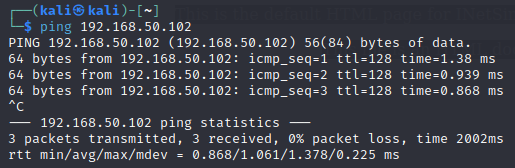 ┌──(kali㉿kali)-[~]
└─$ ping 192.168.50.102
PING 192.168.50.102 (192.168.50.102) 56(84) bytes of data.
64 bytes from 192.168.50.102: icmp_seq=1 ttl=128 time=1.38 ms
64 bytes from 192.168.50.102: icmp_seq=2 ttl=128 time=0.939 ms
64 bytes from 192.168.50.102: icmp_seq=3 ttl=128 time=0.868 ms
^C
--- 192.168.50.102 ping statistics ---
3 packets transmitted, 3 received, 0% packet loss, time 2002ms
rtt min/avg/max/mdev = 0.868/1.061/1.378/0.225 ms